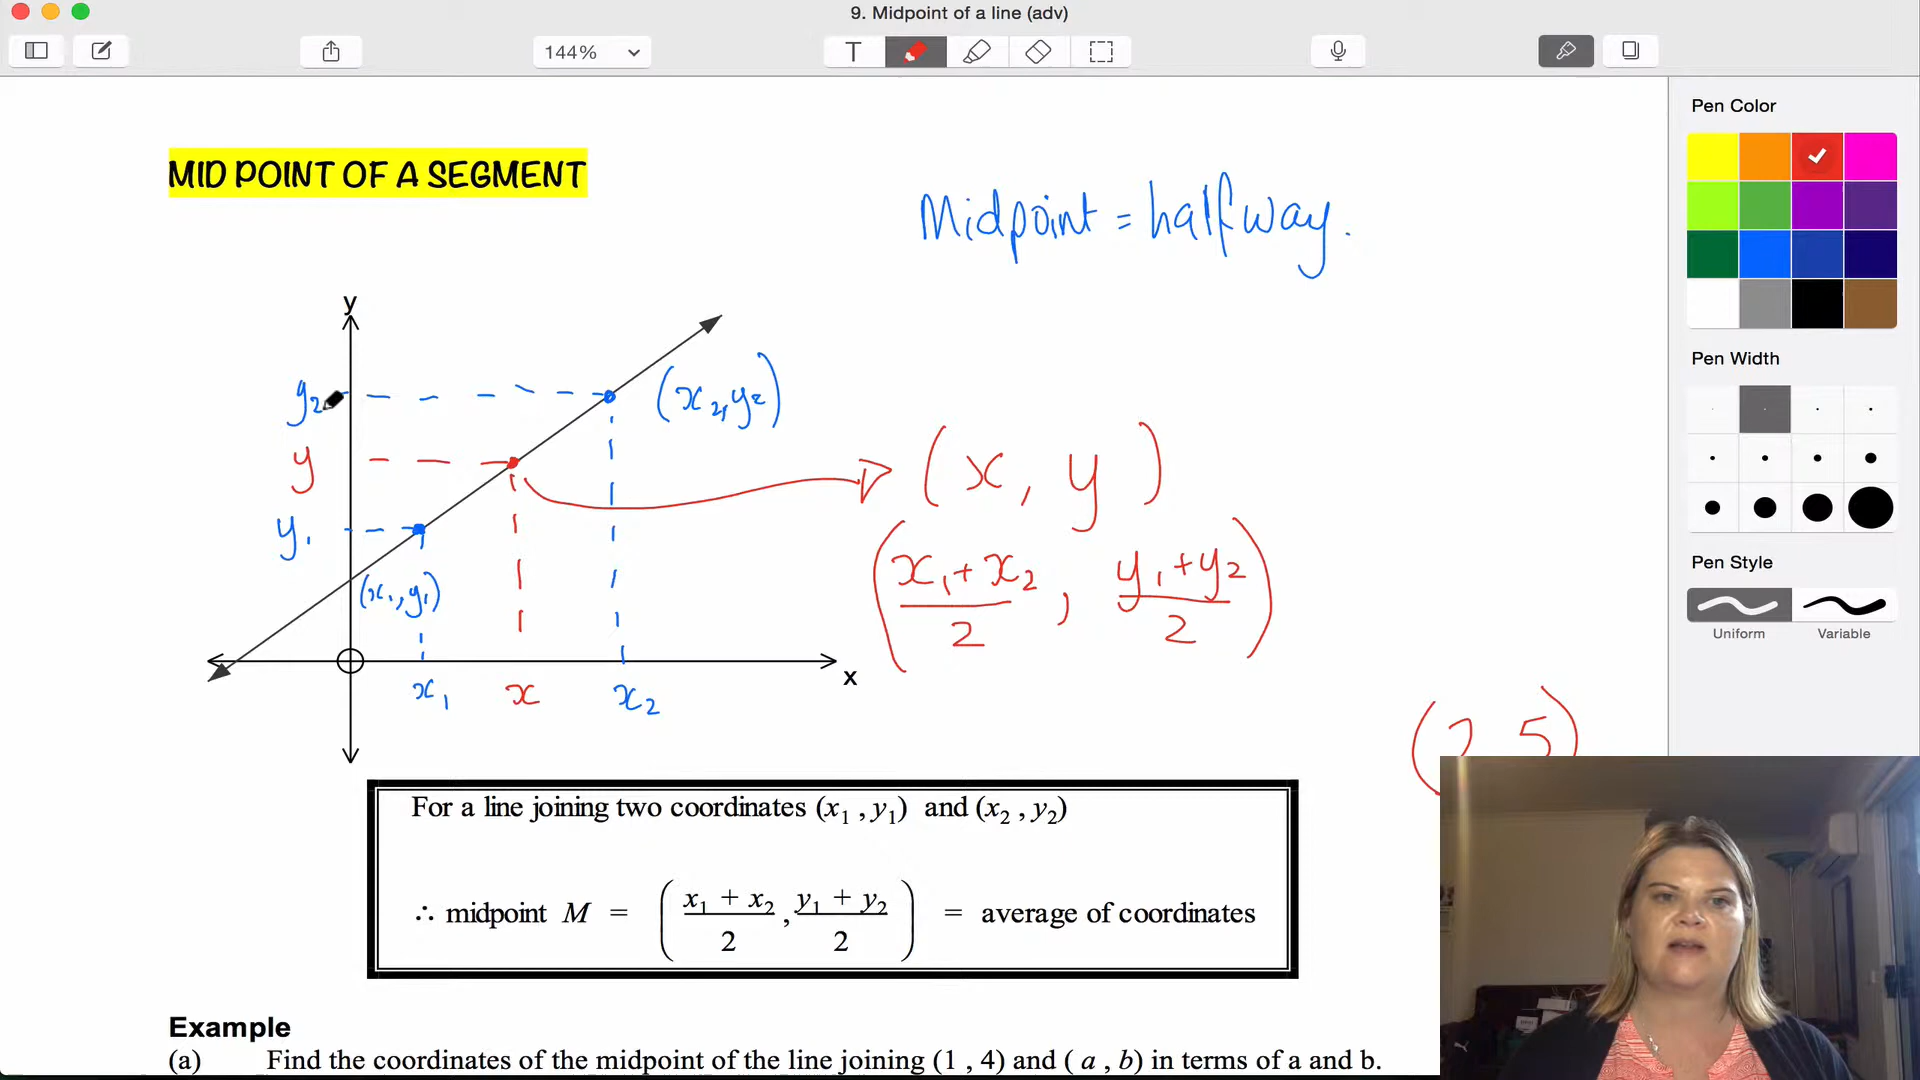 9. Midpoint of a line (adv)
144%
T
Pen Color
MID POINT OF A SEGMENT
Midpoint = halfway.
y
y₂
(x₂, y₂)
Pen Width
y
(x, y)
y₁
(x₁, y₁)
(x₁+x₂/2, y₁+y₂/2)
Pen Style
Uniform Variable
x
x₁ x x₂
5)
For a line joining two coordinates (x₁ , y₁) and (x₂ , y₂)
∴ midpoint M = (x₁ + x₂/2 , y₁ + y₂/2) = average of coordinates
Example
(a) Find the coordinates of the midpoint of the line joining (1 , 4) and ( a , b) in terms of a and b.